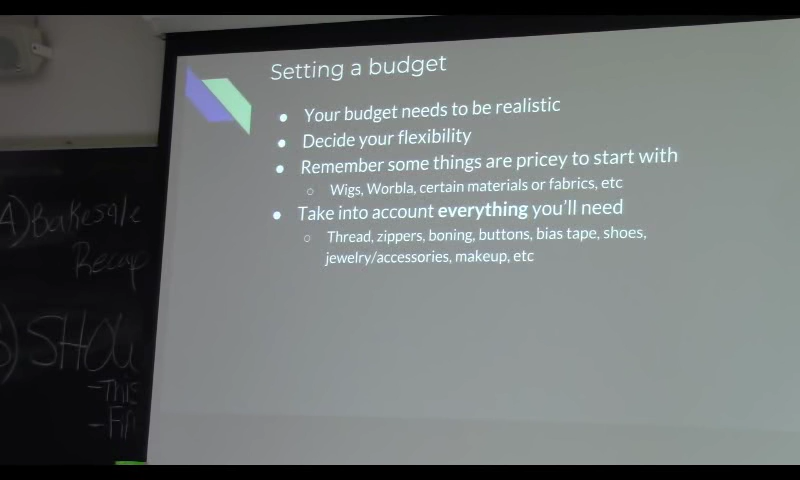 Setting a budget
● Your budget needs to be realistic
● Decide your flexibility
● Remember some things are pricey to start with
○ Wigs, Worbla, certain materials or fabrics, etc
● Take into account everything you'll need
○ Thread, zippers, boning, buttons, bias tape, shoes,
jewelry/accessories, makeup, etc
A) Bakesale
Recap